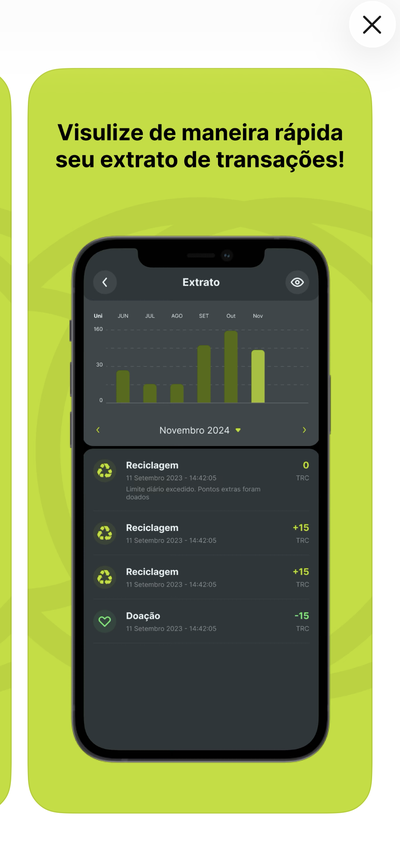 Visulize de maneira rápida
seu extrato de transações!
Extrato
Uni JUN JUL AGO SET Out Nov
160
30
0
Novembro 2024
Reciclagem 0
11 Setembro 2023 - 14:42:05 TRC
Limite diário excedido. Pontos extras foram
doados
Reciclagem +15
11 Setembro 2023 - 14:42:05 TRC
Reciclagem +15
11 Setembro 2023 - 14:42:05 TRC
Doação -15
11 Setembro 2023 - 14:42:05 TRC